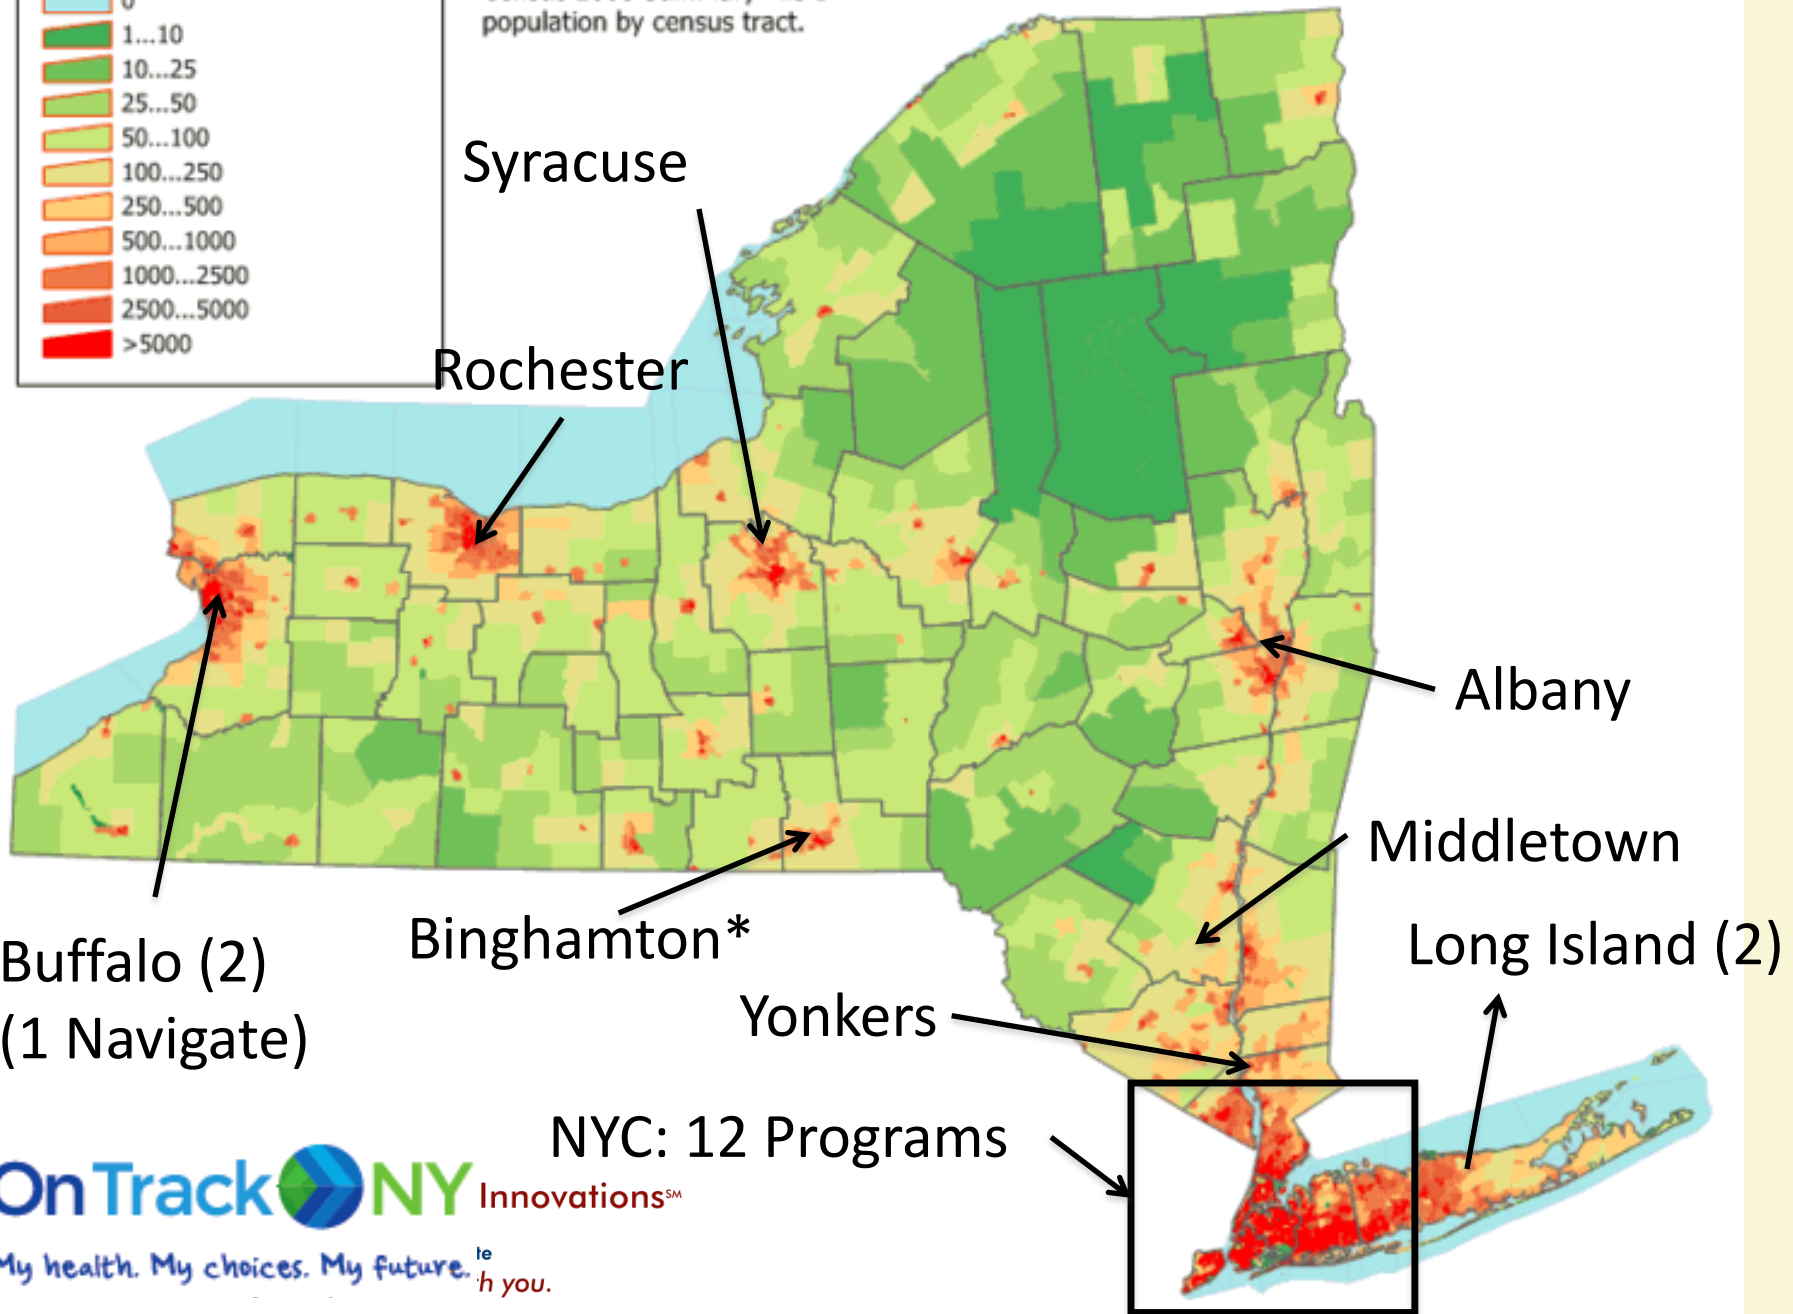 0
population by census tract.
1...10
10...25
25...50
50...100
100...250
250...500
500...1000
1000...2500
2500...5000
>5000
Syracuse
Rochester
Albany
Middletown
Buffalo (2)
(1 Navigate)
Binghamton*
Long Island (2)
Yonkers
NYC: 12 Programs
OnTrackNY
Innovations℠
My health. My choices. My future.
h you.